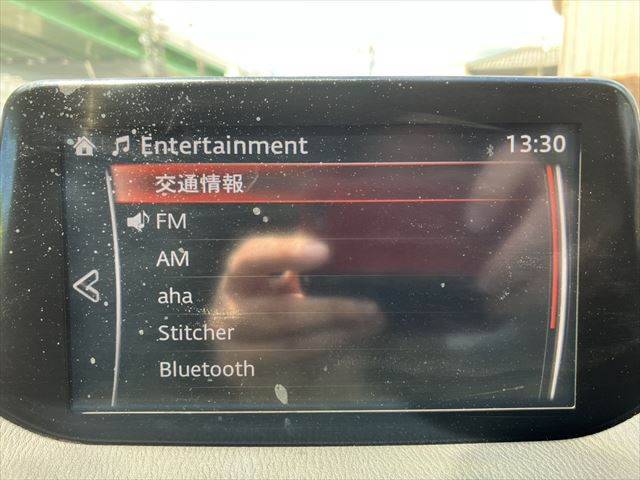 Entertainment 13:30
交通情報
FM
AM
aha
Stitcher
Bluetooth